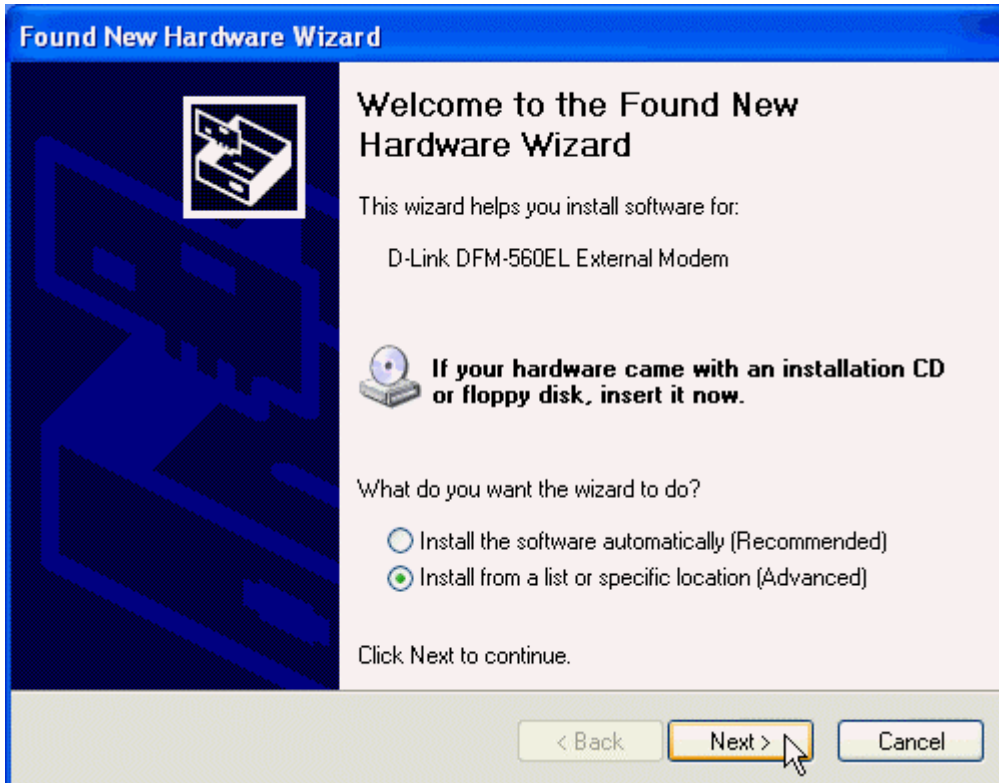 Found New Hardware Wizard
Welcome to the Found New
Hardware Wizard
This wizard helps you install software for:
D-Link DFM-560EL External Modem
If your hardware came with an installation CD
or floppy disk, insert it now.
What do you want the wizard to do?
Install the software automatically (Recommended)
Install from a list or specific location (Advanced)
Click Next to continue.
< Back Next > Cancel